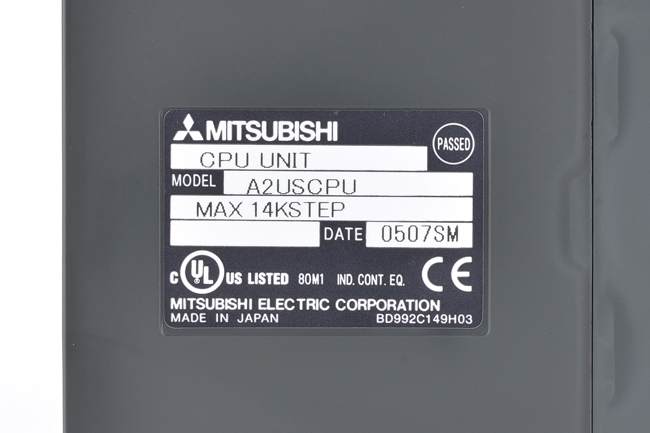 MITSUBISHI
PASSED
CPU UNIT
MODEL A2USCPU
MAX 14KSTEP
DATE 0507SM
C UL US LISTED 80M1 IND. CONT. EQ. CE
MITSUBISHI ELECTRIC CORPORATION
MADE IN JAPAN BD992C149H03